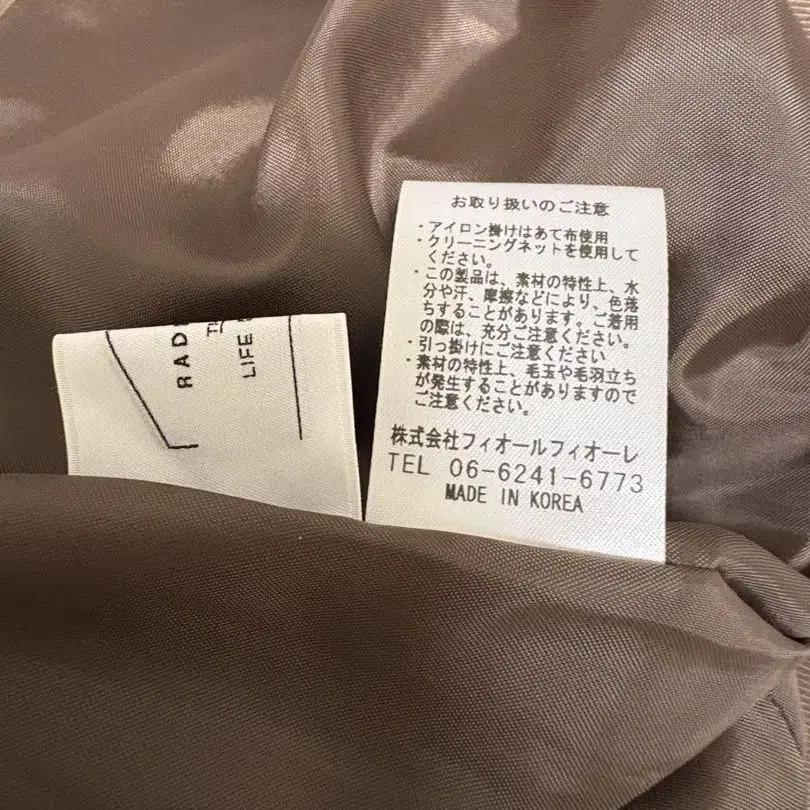 お取り扱いのご注意
・アイロン掛けはあて布使用
・クリーニングネットを使用して
ください。
・この製品は、素材の特性上、水
分や汗、摩擦などにより、色落
ちすることがあります。ご着用
の際は、充分ご注意ください。
・引っ掛けにご注意ください
・素材の特性上、毛玉や毛羽立ち
が発生することがありますので
ご注意ください。
株式会社フィオールフィオーレ
TEL 06-6241-6773
MADE IN KOREA
LIFE